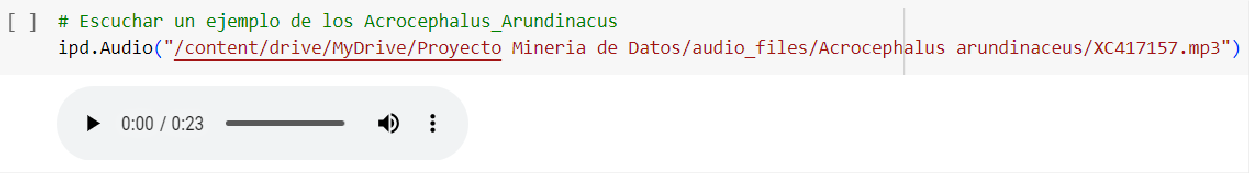 [ ] # Escuchar un ejemplo de los Acrocephalus_Arundinacus
ipd.Audio("/content/drive/MyDrive/Proyecto Mineria de Datos/audio_files/Acrocephalus arundinaceus/XC417157.mp3")
0:00 / 0:23